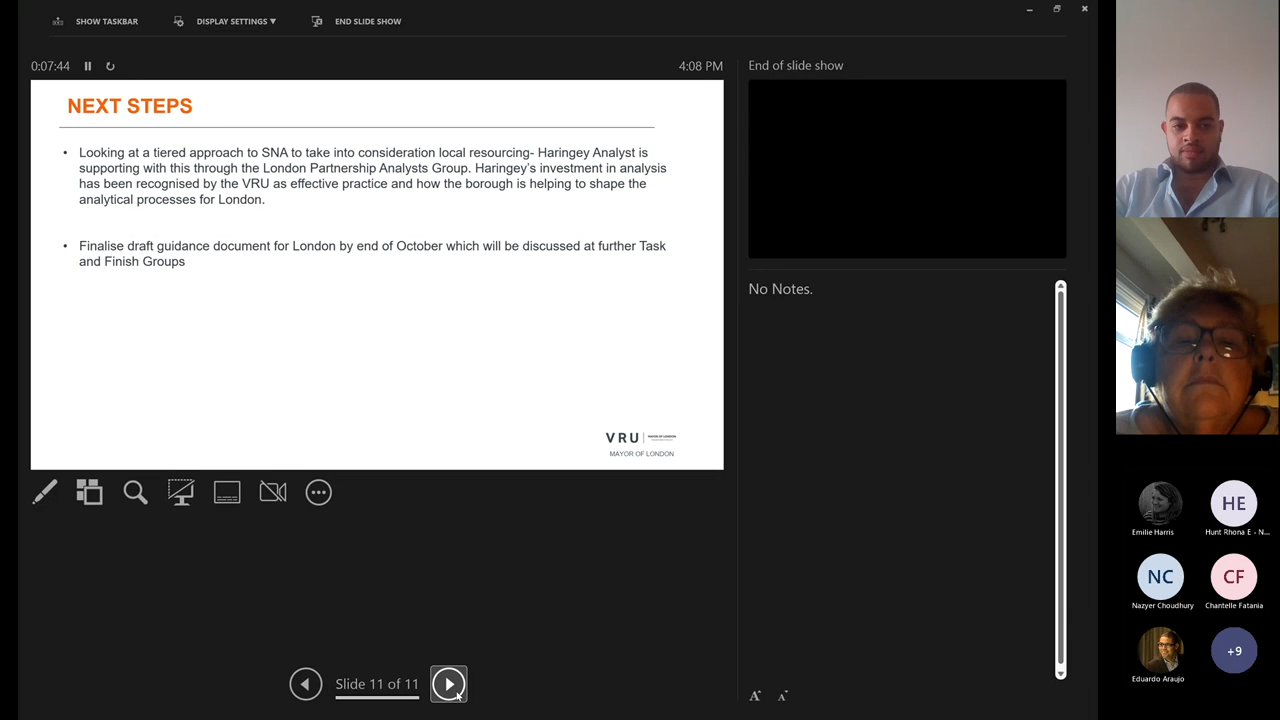 SHOW TASKBAR
DISPLAY SETTINGS ▼
END SLIDE SHOW
0:07:44
4:08 PM
End of slide show
NEXT STEPS
• Looking at a tiered approach to SNA to take into consideration local resourcing- Haringey Analyst is
supporting with this through the London Partnership Analysts Group. Haringey's investment in analysis
has been recognised by the VRU as effective practice and how the borough is helping to shape the
analytical processes for London.
• Finalise draft guidance document for London by end of October which will be discussed at further Task
and Finish Groups
VRU
MAYOR OF LONDON
No Notes.
Slide 11 of 11
A A
HE
Emilie Harris
Hunt Rhona E - N...
NC
CF
Nazyer Choudhury
Chantelle Fatania
+9
Eduardo Araujo